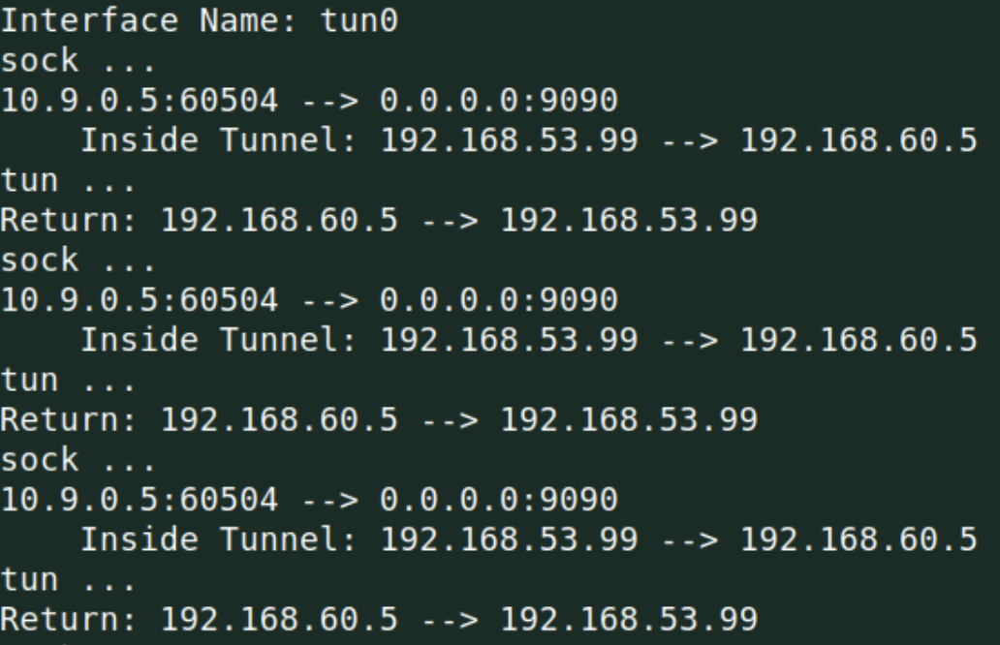 Interface Name: tun0
sock ...
10.9.0.5:60504 --> 0.0.0.0:9090
    Inside Tunnel: 192.168.53.99 --> 192.168.60.5
tun ...
Return: 192.168.60.5 --> 192.168.53.99
sock ...
10.9.0.5:60504 --> 0.0.0.0:9090
    Inside Tunnel: 192.168.53.99 --> 192.168.60.5
tun ...
Return: 192.168.60.5 --> 192.168.53.99
sock ...
10.9.0.5:60504 --> 0.0.0.0:9090
    Inside Tunnel: 192.168.53.99 --> 192.168.60.5
tun ...
Return: 192.168.60.5 --> 192.168.53.99